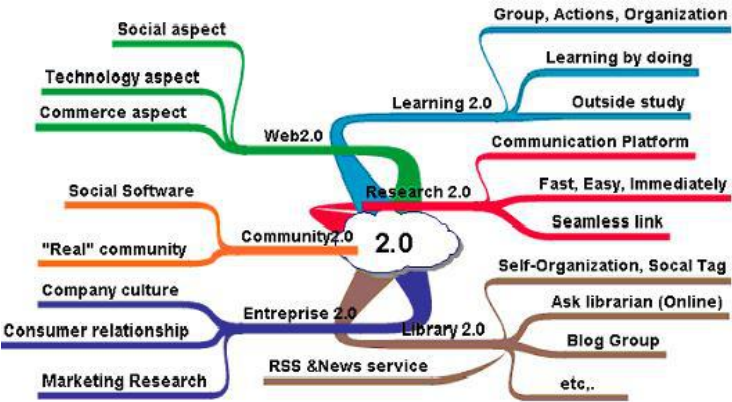 2.0
Learning 2.0
Group, Actions, Organization
Learning by doing
Outside study
Research 2.0
Communication Platform
Fast, Easy, Immediately
Seamless link
Library 2.0
Self-Organization, Socal Tag
Ask librarian (Online)
Blog Group
etc,.
RSS &News service
Entreprise 2.0
Company culture
Consumer relationship
Marketing Research
Community2.0
Social Software
"Real" community
Web2.0
Social aspect
Technology aspect
Commerce aspect